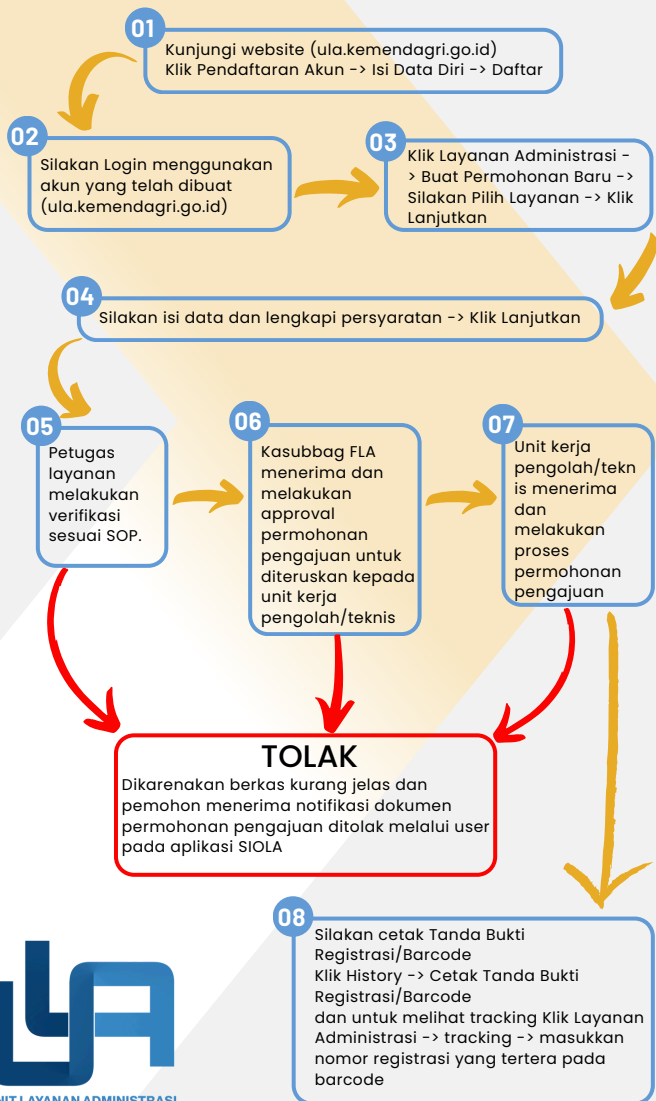 01
Kunjungi website (ula.kemendagri.go.id)
Klik Pendaftaran Akun -> Isi Data Diri -> Daftar
02
Silakan Login menggunakan
akun yang telah dibuat
(ula.kemendagri.go.id)
03
Klik Layanan Administrasi -
> Buat Permohonan Baru ->
Silakan Pilih Layanan -> Klik
Lanjutkan
04
Silakan isi data dan lengkapi persyaratan -> Klik Lanjutkan
05
Petugas
layanan
melakukan
verifikasi
sesuai SOP.
06
Kasubbag FLA
menerima dan
melakukan
approval
permohonan
pengajuan untuk
diteruskan kepada
unit kerja
pengolah/teknis
07
Unit kerja
pengolah/tekn
is menerima
dan
melakukan
proses
permohonan
pengajuan
TOLAK
Dikarenakan berkas kurang jelas dan
pemohon menerima notifikasi dokumen
permohonan pengajuan ditolak melalui user
pada aplikasi SIOLA
08
Silakan cetak Tanda Bukti
Registrasi/Barcode
Klik History -> Cetak Tanda Bukti
Registrasi/Barcode
dan untuk melihat tracking Klik Layanan
Administrasi -> tracking -> masukkan
nomor registrasi yang tertera pada
barcode
ULA
NIT LAYANAN ADMINISTRASI